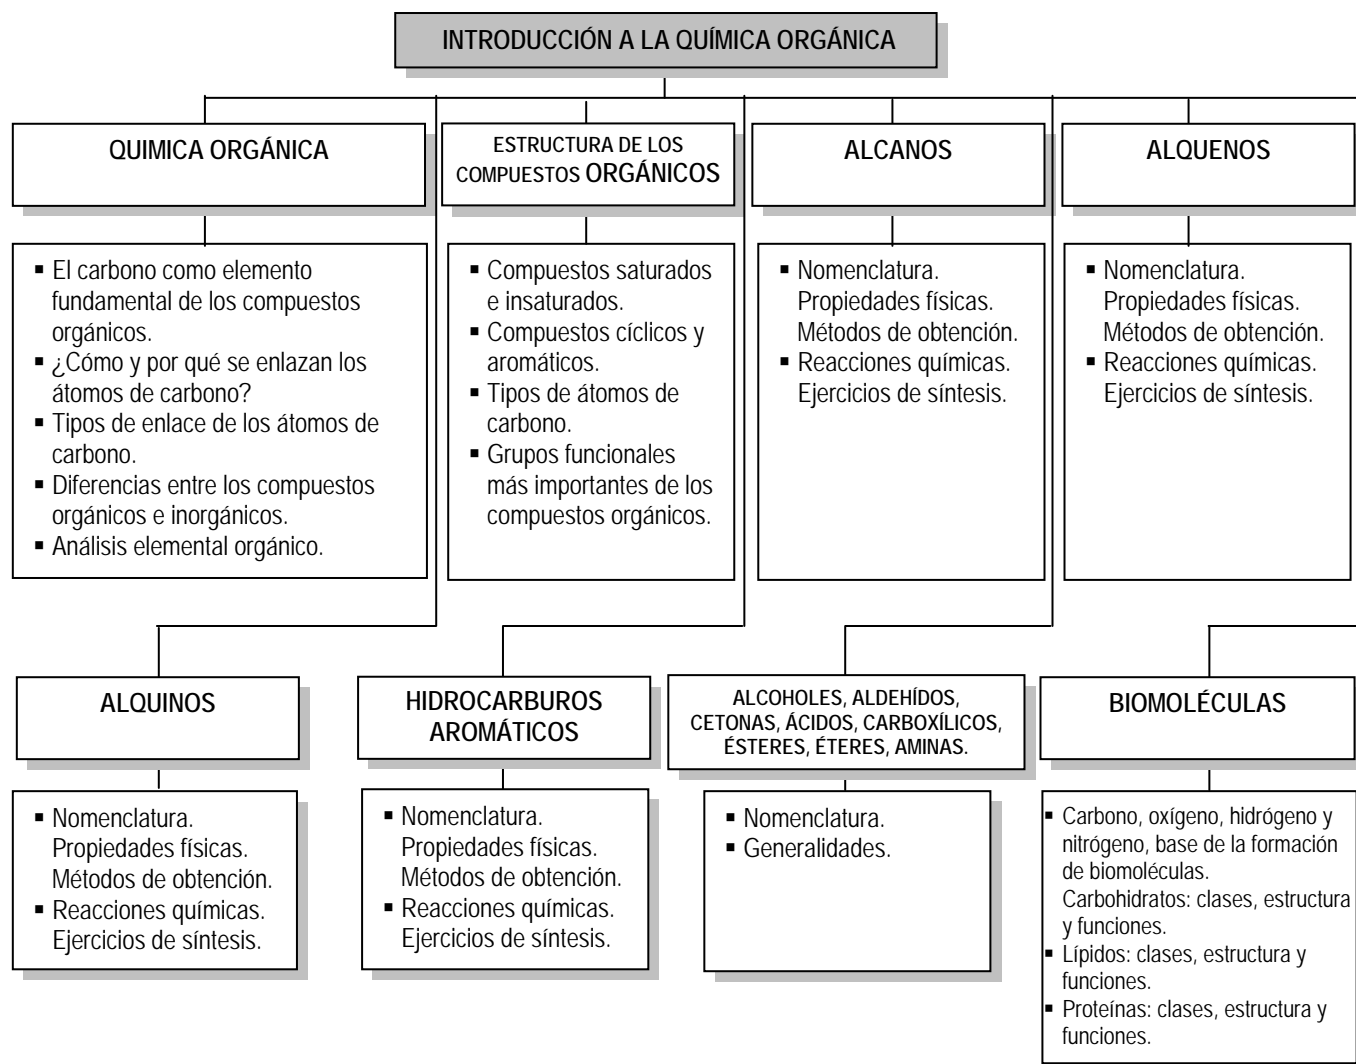 INTRODUCCIÓN A LA QUÍMICA ORGÁNICA
QUIMICA ORGÁNICA
▪ El carbono como elemento
fundamental de los compuestos
orgánicos.
▪ ¿Cómo y por qué se enlazan los
átomos de carbono?
▪ Tipos de enlace de los átomos de
carbono.
▪ Diferencias entre los compuestos
orgánicos e inorgánicos.
▪ Análisis elemental orgánico.
ESTRUCTURA DE LOS
COMPUESTOS ORGÁNICOS
▪ Compuestos saturados
e insaturados.
▪ Compuestos cíclicos y
aromáticos.
▪ Tipos de átomos de
carbono.
▪ Grupos funcionales
más importantes de los
compuestos orgánicos.
ALCANOS
▪ Nomenclatura.
Propiedades físicas.
Métodos de obtención.
▪ Reacciones químicas.
Ejercicios de síntesis.
ALQUENOS
▪ Nomenclatura.
Propiedades físicas.
Métodos de obtención.
▪ Reacciones químicas.
Ejercicios de síntesis.
ALQUINOS
▪ Nomenclatura.
Propiedades físicas.
Métodos de obtención.
▪ Reacciones químicas.
Ejercicios de síntesis.
HIDROCARBUROS
AROMÁTICOS
▪ Nomenclatura.
Propiedades físicas.
Métodos de obtención.
▪ Reacciones químicas.
Ejercicios de síntesis.
ALCOHOLES, ALDEHÍDOS,
CETONAS, ÁCIDOS, CARBOXÍLICOS,
ÉSTERES, ÉTERES, AMINAS.
▪ Nomenclatura.
▪ Generalidades.
BIOMOLÉCULAS
▪ Carbono, oxígeno, hidrógeno y
nitrógeno, base de la formación
de biomoléculas.
Carbohidratos: clases, estructura
y funciones.
▪ Lípidos: clases, estructura y
funciones.
▪ Proteínas: clases, estructura y
funciones.